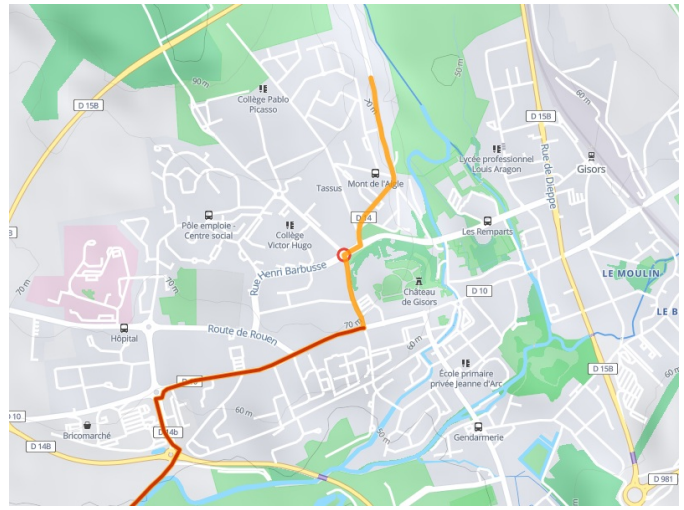 90 m
50 m
60 m
Collège Pablo
Picasso
70 m
D 15B
D 15B
Rue de Dieppe
Lycée professionnel
Louis Aragon
Gisors
Mont de l'Aigle
Tassus
D 14
Pôle emploie -
Centre social
Collège
Victor Hugo
Les Remparts
Rue Henri Barbusse
LE MOULIN
70 m
70 m
Château
de Gisors
D 10
LE B
Hôpital
Route de Rouen
70 m
60 m
École primaire
privée Jeanne d'Arc
D 15B
60 m
60 m
D 10
Bricomarché
D 14b
50 m
Gendarmerie
D 14B
D 981